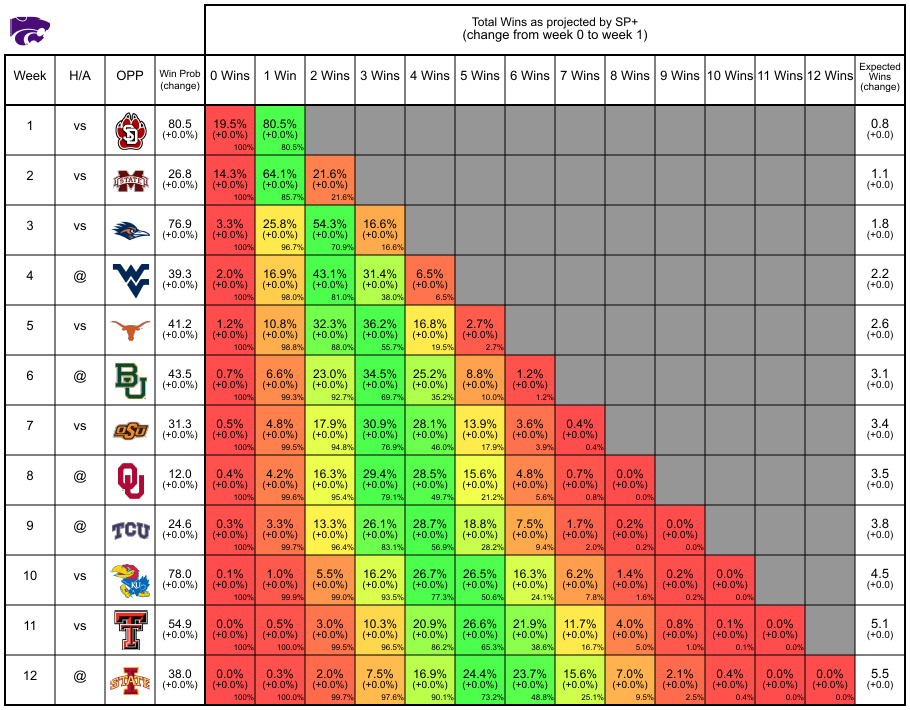 Total Wins as projected by SP+
(change from week 0 to week 1)
Week H/A OPP Win Prob (change) 0 Wins 1 Win 2 Wins 3 Wins 4 Wins 5 Wins 6 Wins 7 Wins 8 Wins 9 Wins 10 Wins 11 Wins 12 Wins Expected Wins (change)
1 vs SD 80.5 19.5% 80.5% 0.8
(+0.0%) (+0.0%) (+0.0%) (+0.0)
100% 80.5%
2 vs STATE 26.8 14.3% 64.1% 21.6% 1.1
(+0.0%) (+0.0%) (+0.0%) (+0.0%) (+0.0)
100% 85.7% 21.6%
3 vs 76.9 3.3% 25.8% 54.3% 16.6% 1.8
(+0.0%) (+0.0%) (+0.0%) (+0.0%) (+0.0%) (+0.0)
100% 96.7% 70.9% 16.6%
4 @ WV 39.3 2.0% 16.9% 43.1% 31.4% 6.5% 2.2
(+0.0%) (+0.0%) (+0.0%) (+0.0%) (+0.0%) (+0.0%) (+0.0)
100% 98.0% 81.0% 38.0% 6.5%
5 vs 41.2 1.2% 10.8% 32.3% 36.2% 16.8% 2.7% 2.6
(+0.0%) (+0.0%) (+0.0%) (+0.0%) (+0.0%) (+0.0%) (+0.0%) (+0.0)
100% 98.8% 88.0% 55.7% 19.5% 2.7%
6 @ BU 43.5 0.7% 6.6% 23.0% 34.5% 25.2% 8.8% 1.2% 3.1
(+0.0%) (+0.0%) (+0.0%) (+0.0%) (+0.0%) (+0.0%) (+0.0%) (+0.0%) (+0.0)
100% 99.3% 92.7% 69.7% 35.2% 10.0% 1.2%
7 vs OSU 31.3 0.5% 4.8% 17.9% 30.9% 28.1% 13.9% 3.6% 0.4% 3.4
(+0.0%) (+0.0%) (+0.0%) (+0.0%) (+0.0%) (+0.0%) (+0.0%) (+0.0%) (+0.0%) (+0.0)
100% 99.5% 94.8% 76.9% 46.0% 17.9% 3.9% 0.4%
8 @ OU 12.0 0.4% 4.2% 16.3% 29.4% 28.5% 15.6% 4.8% 0.7% 0.0% 3.5
(+0.0%) (+0.0%) (+0.0%) (+0.0%) (+0.0%) (+0.0%) (+0.0%) (+0.0%) (+0.0%) (+0.0%) (+0.0)
100% 99.6% 95.4% 79.1% 49.7% 21.2% 5.6% 0.8% 0.0%
9 @ TCU 24.6 0.3% 3.3% 13.3% 26.1% 28.7% 18.8% 7.5% 1.7% 0.2% 0.0% 3.8
(+0.0%) (+0.0%) (+0.0%) (+0.0%) (+0.0%) (+0.0%) (+0.0%) (+0.0%) (+0.0%) (+0.0%) (+0.0%) (+0.0)
100% 99.7% 96.4% 83.1% 56.9% 28.2% 9.4% 2.0% 0.2% 0.0%
10 vs KU 78.0 0.1% 1.0% 5.5% 16.2% 26.7% 26.5% 16.3% 6.2% 1.4% 0.2% 0.0% 4.5
(+0.0%) (+0.0%) (+0.0%) (+0.0%) (+0.0%) (+0.0%) (+0.0%) (+0.0%) (+0.0%) (+0.0%) (+0.0%) (+0.0%) (+0.0)
100% 99.9% 99.0% 93.5% 77.3% 50.6% 24.1% 7.8% 1.6% 0.2% 0.0%
11 vs T 54.9 0.0% 0.5% 3.0% 10.3% 20.9% 26.6% 21.9% 11.7% 4.0% 0.8% 0.1% 0.0% 5.1
(+0.0%) (+0.0%) (+0.0%) (+0.0%) (+0.0%) (+0.0%) (+0.0%) (+0.0%) (+0.0%) (+0.0%) (+0.0%) (+0.0%) (+0.0%) (+0.0)
100% 100.0% 99.5% 96.5% 86.2% 65.3% 38.6% 16.7% 5.0% 1.0% 0.1% 0.0%
12 @ STATE 38.0 0.0% 0.3% 2.0% 7.5% 16.9% 24.4% 23.7% 15.6% 7.0% 2.1% 0.4% 0.0% 0.0% 5.5
(+0.0%) (+0.0%) (+0.0%) (+0.0%) (+0.0%) (+0.0%) (+0.0%) (+0.0%) (+0.0%) (+0.0%) (+0.0%) (+0.0%) (+0.0%) (+0.0%) (+0.0)
100% 100.0% 99.7% 97.6% 90.1% 73.2% 48.8% 25.1% 9.5% 2.5% 0.4% 0.0% 0.0%